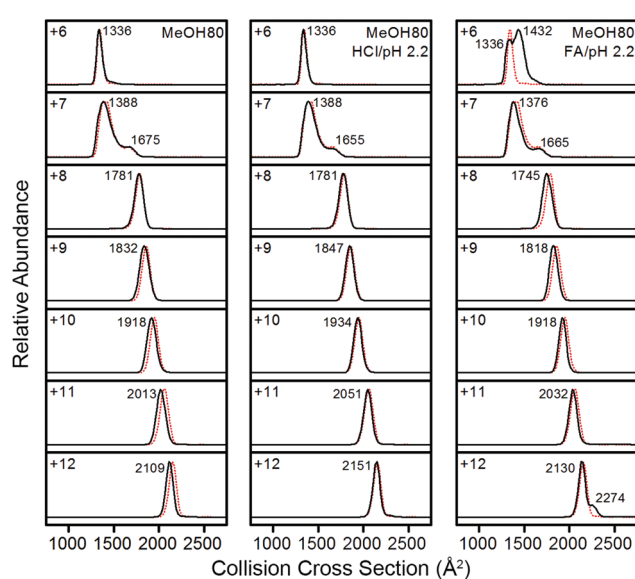 Relative Abundance
MeOH80
+6 1336
+7 1388 1675
+8 1781
+9 1832
+10 1918
+11 2013
+12 2109
1000 1500 2000 2500
MeOH80
HCl/pH 2.2
+6 1336
+7 1388 1655
+8 1781
+9 1847
+10 1934
+11 2051
+12 2151
1000 1500 2000 2500
MeOH80
FA/pH 2.2
+6 1336 1432
+7 1376 1665
+8 1745
+9 1818
+10 1918
+11 2032
+12 2130 2274
1000 1500 2000 2500
Collision Cross Section (Å²)